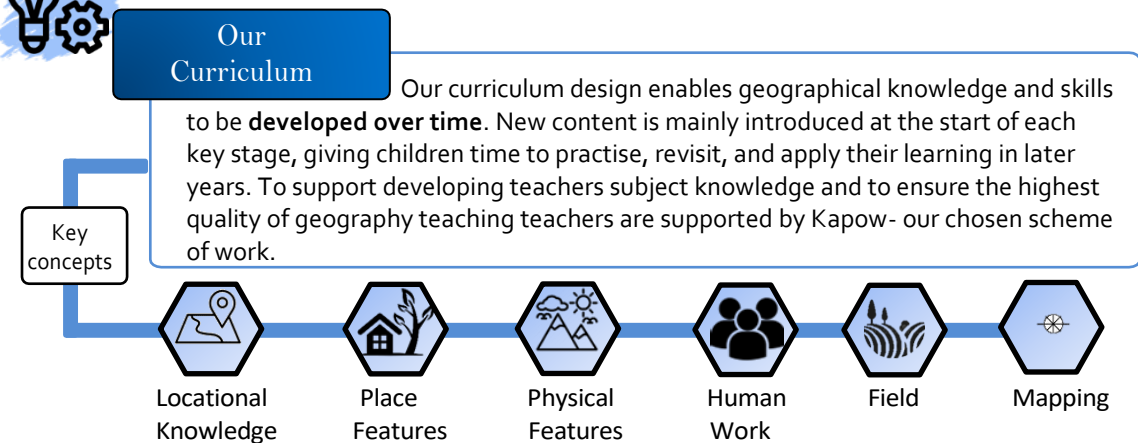 Our
Curriculum
Our curriculum design enables geographical knowledge and skills
to be developed over time. New content is mainly introduced at the start of each
key stage, giving children time to practise, revisit, and apply their learning in later
years. To support developing teachers subject knowledge and to ensure the highest
quality of geography teaching teachers are supported by Kapow- our chosen scheme
of work.
Key
concepts
Locational
Knowledge
Place
Features
Physical
Features
Human
Work
Field
Mapping